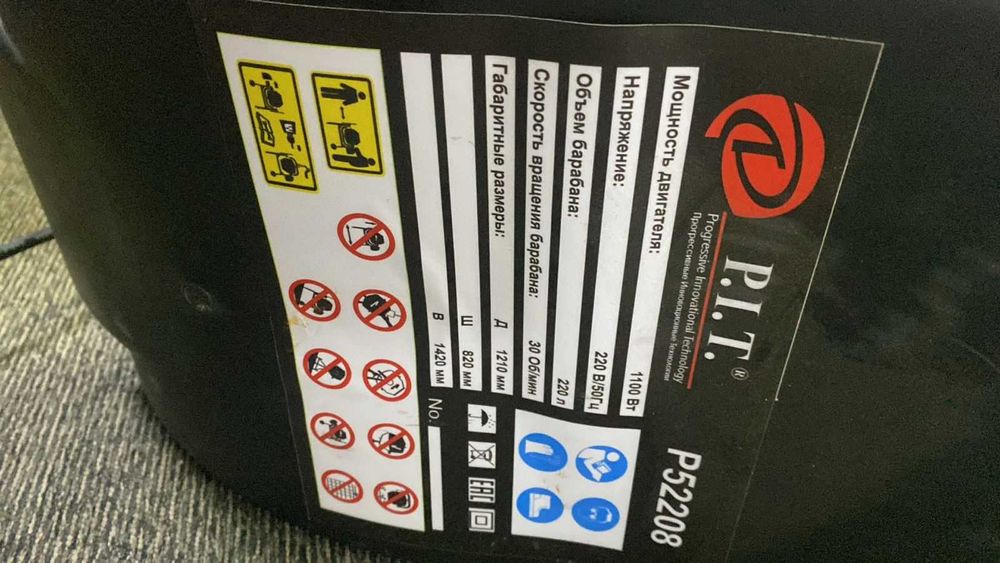 P.I.T.®
Progressive Innovational Technology
Прогрессивные Инновационные Технологии
P52208
Мощность двигателя: 1100 Вт
Напряжение: 220 В/50Гц
Объем барабана: 220 л
Скорость вращения барабана: 30 Об/мин
Габаритные размеры: Д 1210 мм
Ш 820 мм
В 1420 мм
No.
EAC